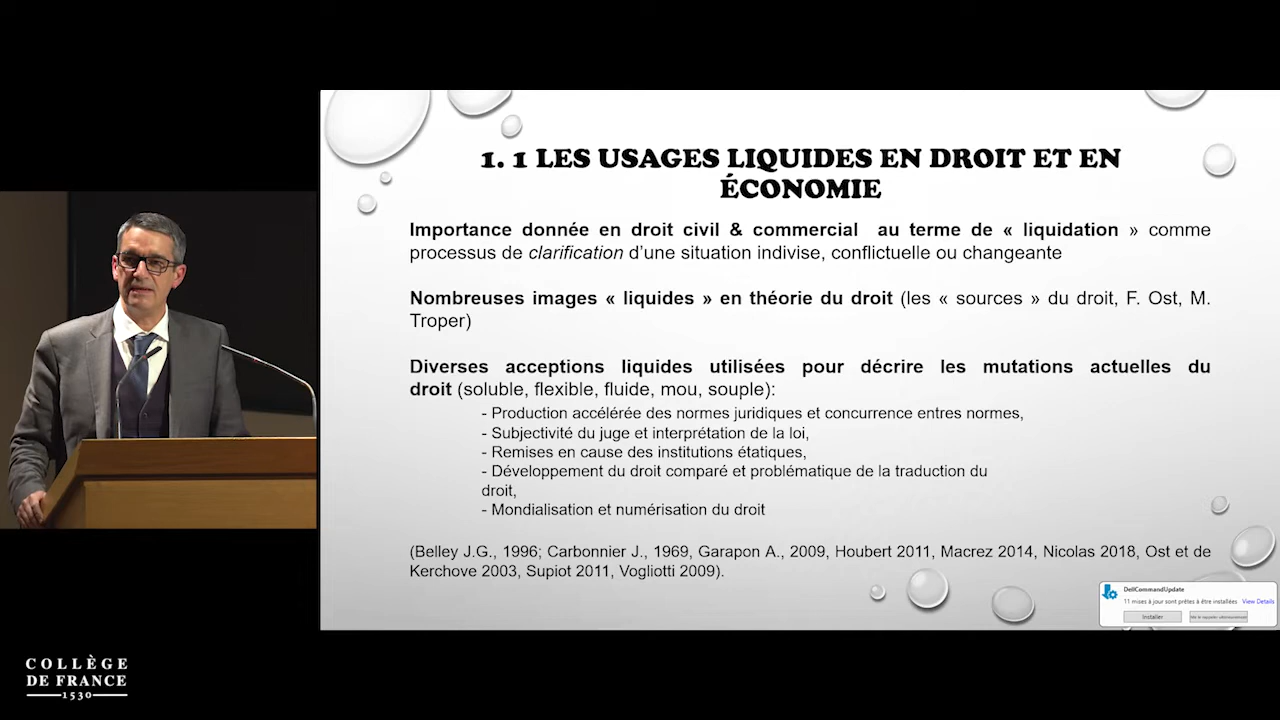 1. 1 LES USAGES LIQUIDES EN DROIT ET EN
ÉCONOMIE
Importance donnée en droit civil & commercial au terme de « liquidation » comme
processus de clarification d'une situation indivise, conflictuelle ou changeante
Nombreuses images « liquides » en théorie du droit (les « sources » du droit, F. Ost, M.
Troper)
Diverses acceptions liquides utilisées pour décrire les mutations actuelles du
droit (soluble, flexible, fluide, mou, souple):
- Production accélérée des normes juridiques et concurrence entres normes,
- Subjectivité du juge et interprétation de la loi,
- Remises en cause des institutions étatiques,
- Développement du droit comparé et problématique de la traduction du
droit,
- Mondialisation et numérisation du droit
(Belley J.G., 1996; Carbonnier J., 1969, Garapon A., 2009, Houbert 2011, Macrez 2014, Nicolas 2018, Ost et de
Kerchove 2003, Supiot 2011, Vogliotti 2009).
DellCommandUpdate
11 mises à jour sont prêtes à être installées View Details
Installer
COLLÈGE
DE FRANCE
1530